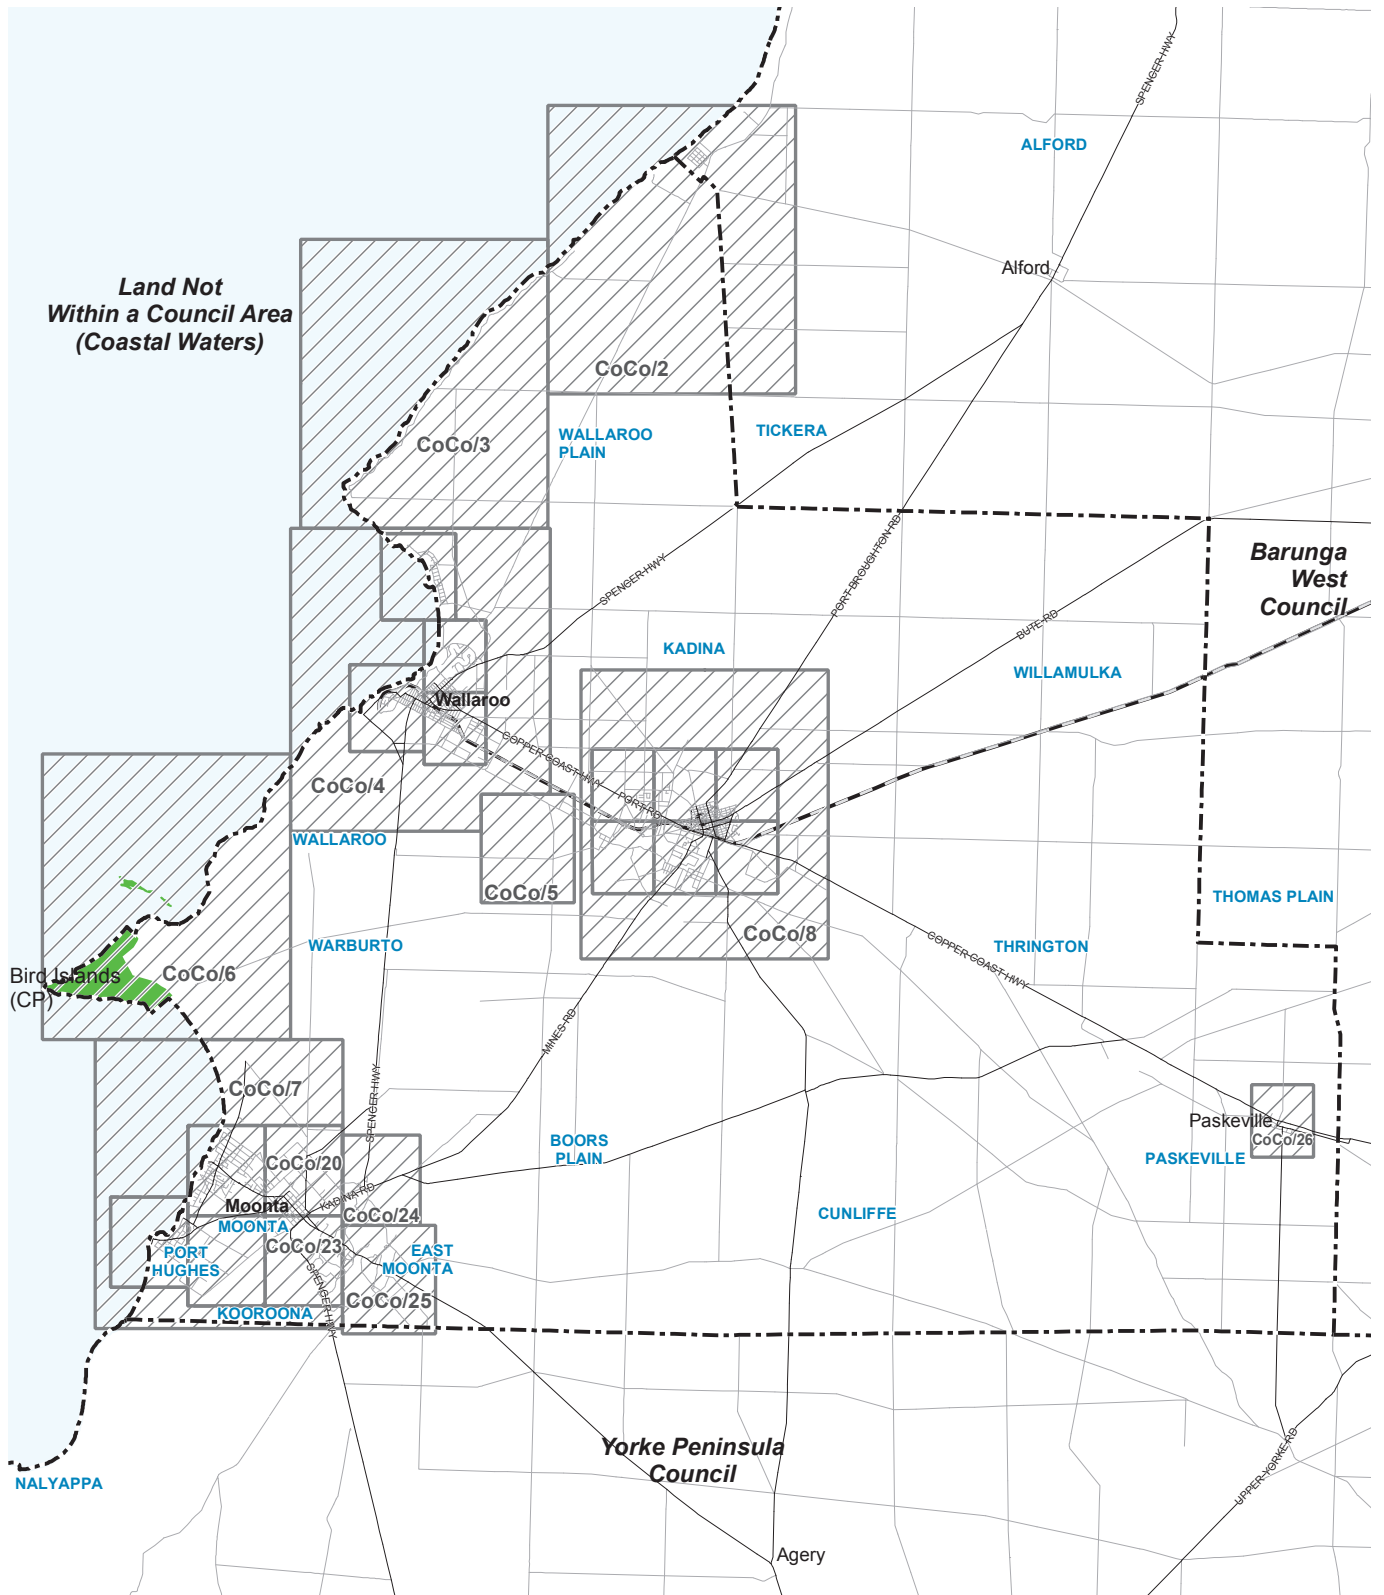 SPENCER HWY
ALFORD
Alford
Land Not
Within a Council Area
(Coastal Waters)
CoCo/2
CoCo/3
WALLAROO
PLAIN
TICKERA
PORT BROUGHTON RD
Barunga
West
Council
SPENCER HWY
BUTE RD
KADINA
WILLAMULKA
Wallaroo
COPPER COAST HWY
PORT RD
CoCo/4
WALLAROO
CoCo/5
THOMAS PLAIN
CoCo/8
WARBURTO
THRINGTON
COPPER COAST HWY
CoCo/6
Bird Islands
(CP)
MINES RD
CoCo/7
SPENCER HWY
Paskeville
CoCo/26
PASKEVILLE
BOORS
PLAIN
CoCo/20
KADINA RD
Moonta
MOONTA
CoCo/24
CUNLIFFE
CoCo/23
PORT
HUGHES
EAST
MOONTA
SPENCER HWY
CoCo/25
KOOROONA
Yorke Peninsula
Council
NALYAPPA
UPPER YORKE RD
Agery